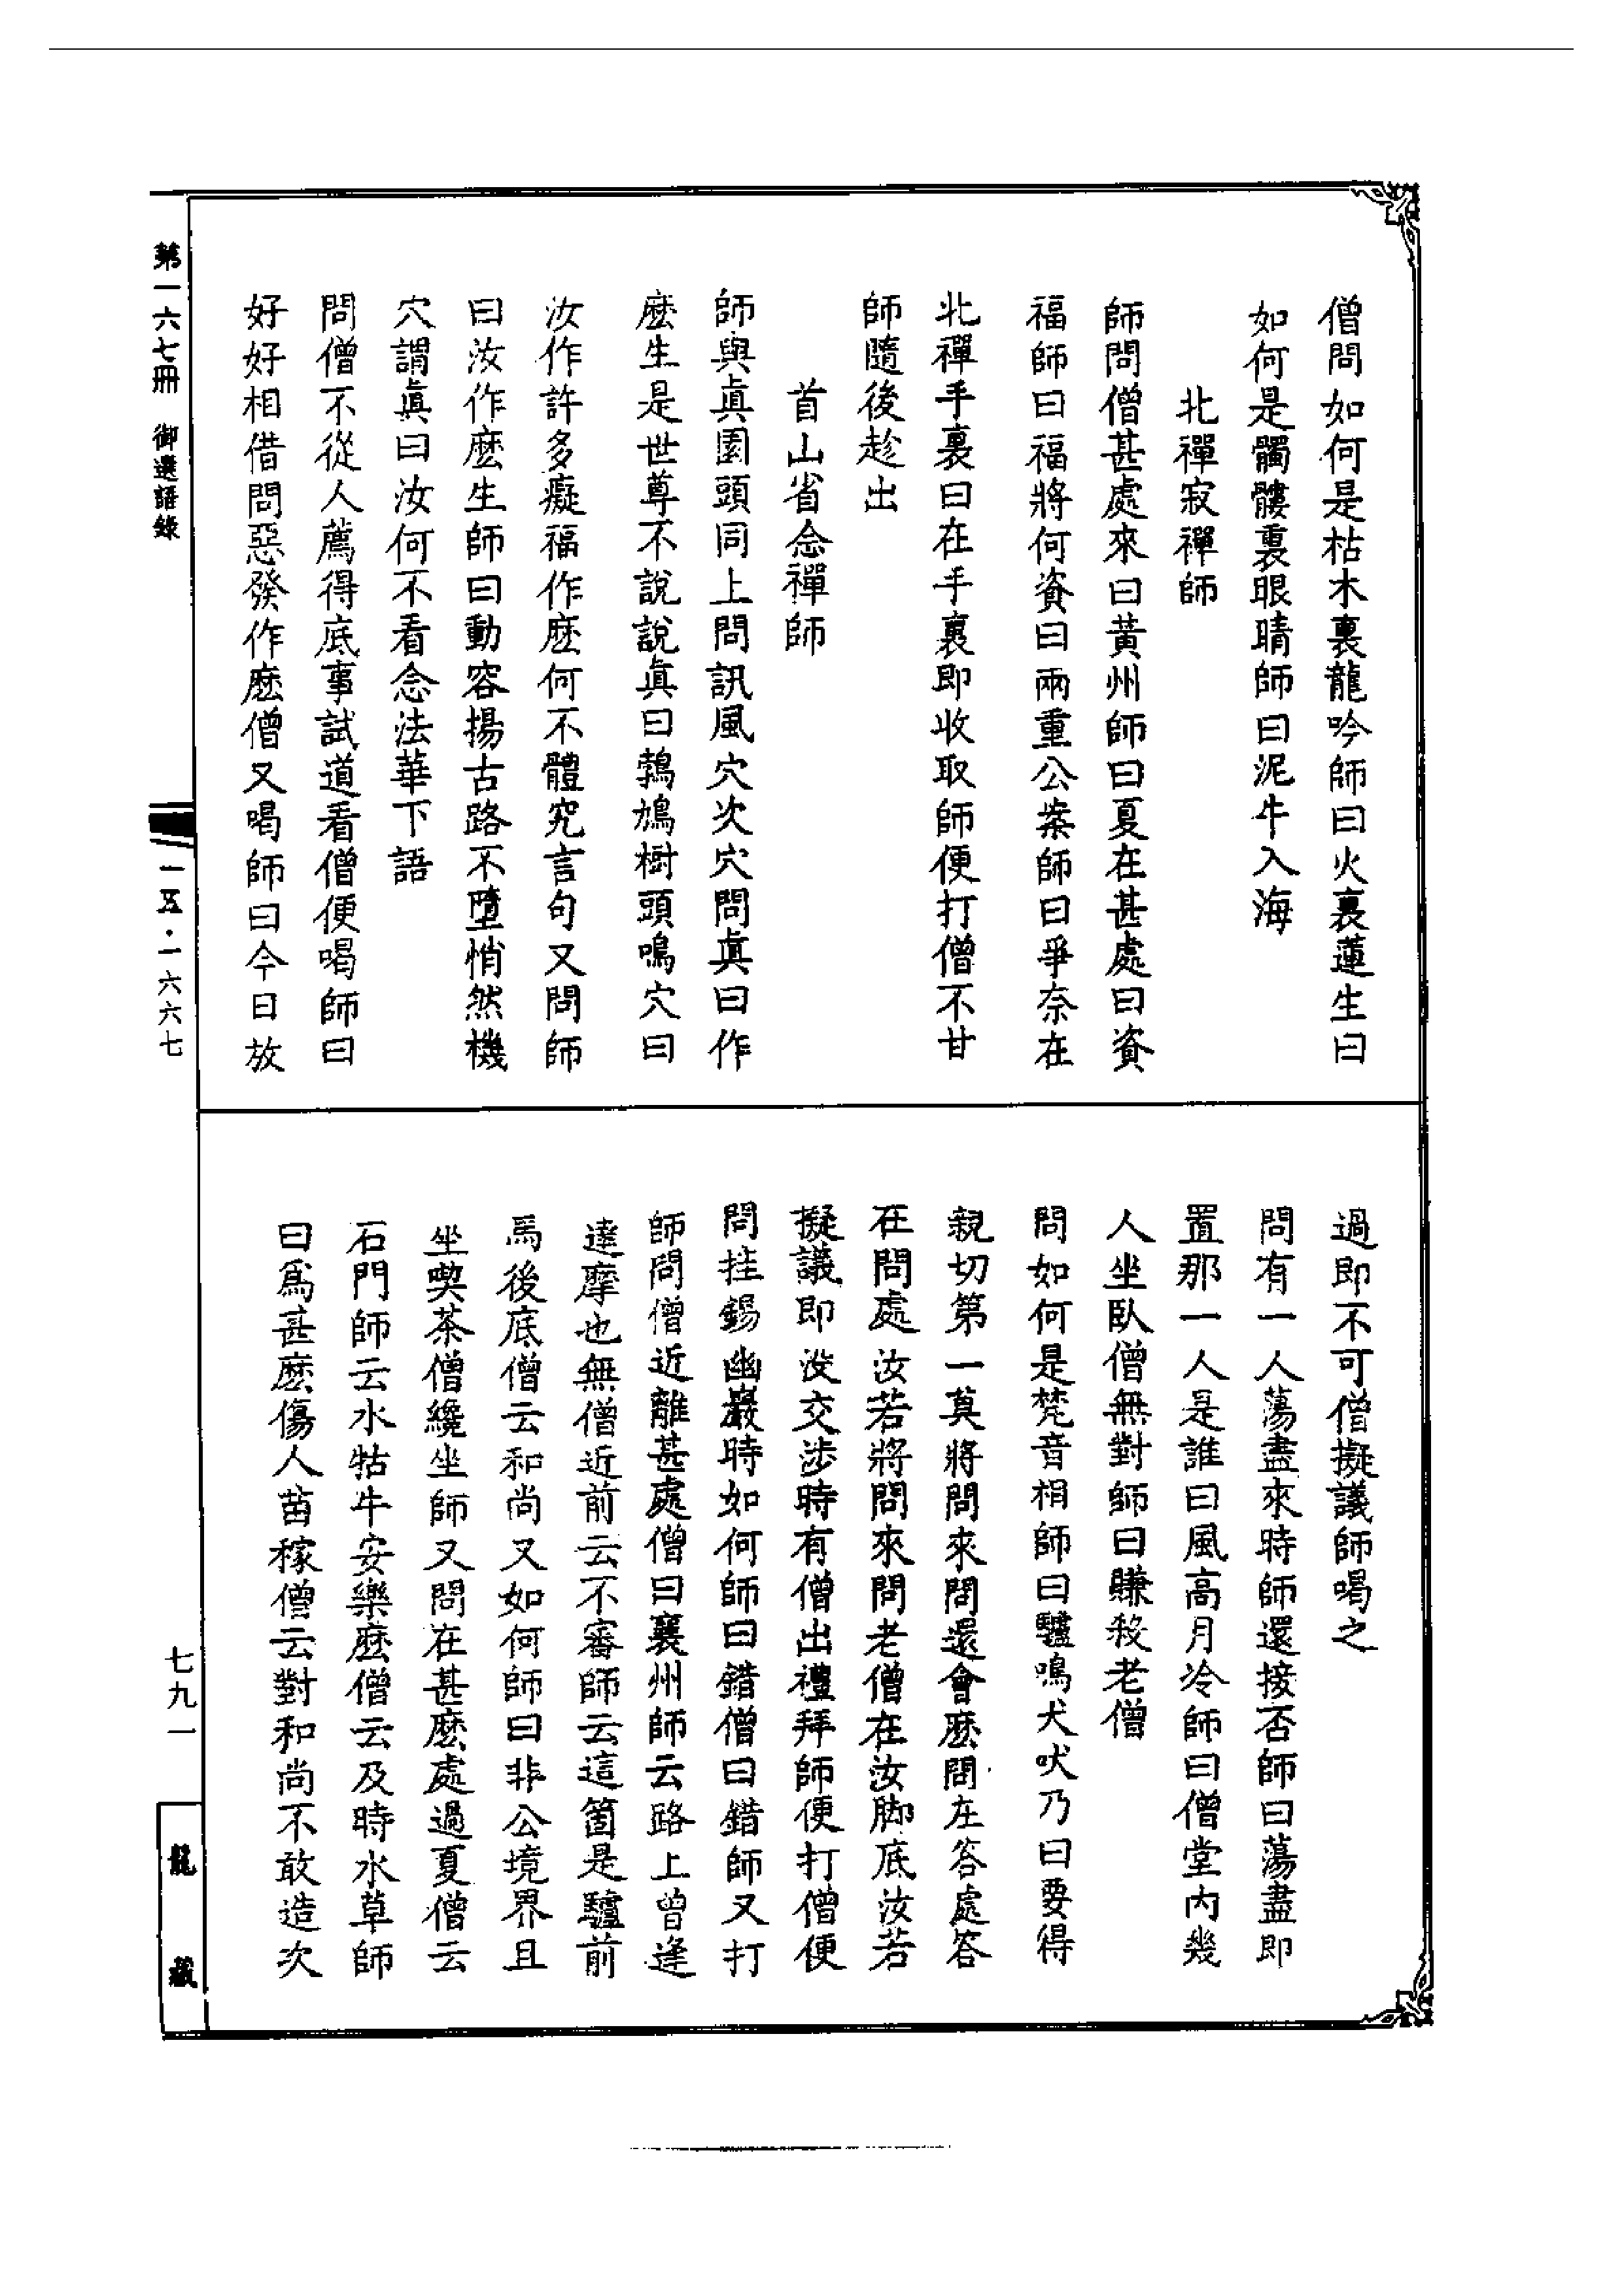 僧問如何是枯木裏龍吟師曰火裏蓮生曰
如何是髑髏裏眼睛師曰泥牛入海
北禪寂禪師
師問僧甚處來曰黃州師曰夏在甚處曰資
福師曰福將何資曰兩重公案師曰爭奈在
北禪手裏曰在手裏即收取師便打僧不甘
師隨後趁出
首山省念禪師
師與真園頭同上問訊風穴次穴問真曰作
麽生是世尊不說說真曰鵓鳩樹頭鳴穴曰
汝作許多癡福作麽何不體究言句又問師
曰汝作麽生師曰動容揚古路不墮悄然機
穴謂真曰汝何不看念法華下語
問僧不從人薦得底事試道看僧便喝師曰
好好相借問惡發作麽僧又喝師曰今日放
過即不可僧擬議師喝之
問有一人蕩盡來時師還接否師曰蕩盡即
置那一人是誰曰風高月冷師曰僧堂內幾
人坐臥僧無對師曰賺殺老僧
問如何是梵音相師曰驢鳴犬吠乃曰要得
親切第一莫將問來問還會麽問在答處答
在問處汝若將問來問老僧在汝脚底汝若
擬議即沒交涉時有僧出禮拜師便打僧便
問挂錫幽巖時如何師曰錯僧曰錯師又打
師問僧近離甚處僧曰襄州師云路上曾逢
達摩也無僧近前云不審師云這箇是驢前
馬後底僧云和尚又如何師曰非公境界且
坐喫茶僧纔坐師又問在甚麽處過夏僧云
石門師云水牯牛安樂麽僧云及時水草師
曰爲甚麽傷人苗稼僧云對和尚不敢造次
第一六七冊 御選語錄
一五·一六六七
七九一
龍藏